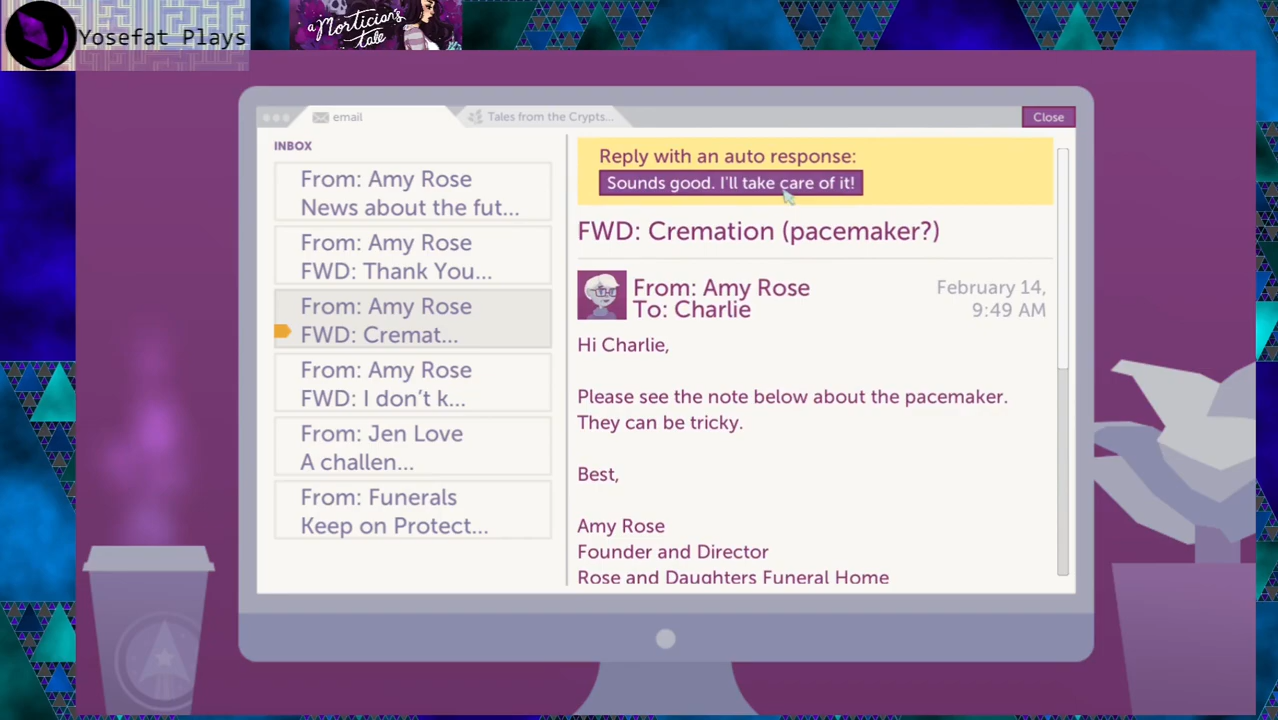 Yosefat Plays
a Mortician's
tale
email
Tales from the Crypts...
Close
INBOX
From: Amy Rose
News about the fut...
From: Amy Rose
FWD: Thank You...
From: Amy Rose
FWD: Cremat...
From: Amy Rose
FWD: I don't k...
From: Jen Love
A challen...
From: Funerals
Keep on Protect...
Reply with an auto response:
Sounds good. I'll take care of it!
FWD: Cremation (pacemaker?)
From: Amy Rose
To: Charlie
February 14,
9:49 AM
Hi Charlie,
Please see the note below about the pacemaker.
They can be tricky.
Best,
Amy Rose
Founder and Director
Rose and Daughters Funeral Home